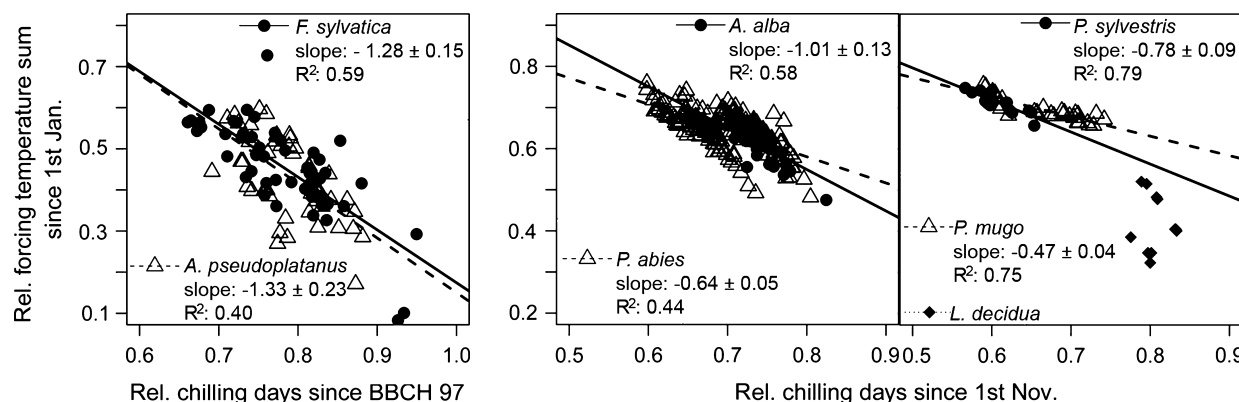 Rel. forcing temperature sum
since 1st Jan.
0.7
0.5
0.3
0.1
F. sylvatica
slope: - 1.28 ± 0.15
R²: 0.59
A. pseudoplatanus
slope: -1.33 ± 0.23
R²: 0.40
0.6 0.7 0.8 0.9 1.0
Rel. chilling days since BBCH 97
0.8
0.6
0.4
0.2
A. alba
slope: -1.01 ± 0.13
R²: 0.58
P. abies
slope: -0.64 ± 0.05
R²: 0.44
0.5 0.6 0.7 0.8 0.9
P. sylvestris
slope: -0.78 ± 0.09
R²: 0.79
P. mugo
slope: -0.47 ± 0.04
R²: 0.75
L. decidua
0.5 0.6 0.7 0.8 0.9
Rel. chilling days since 1st Nov.